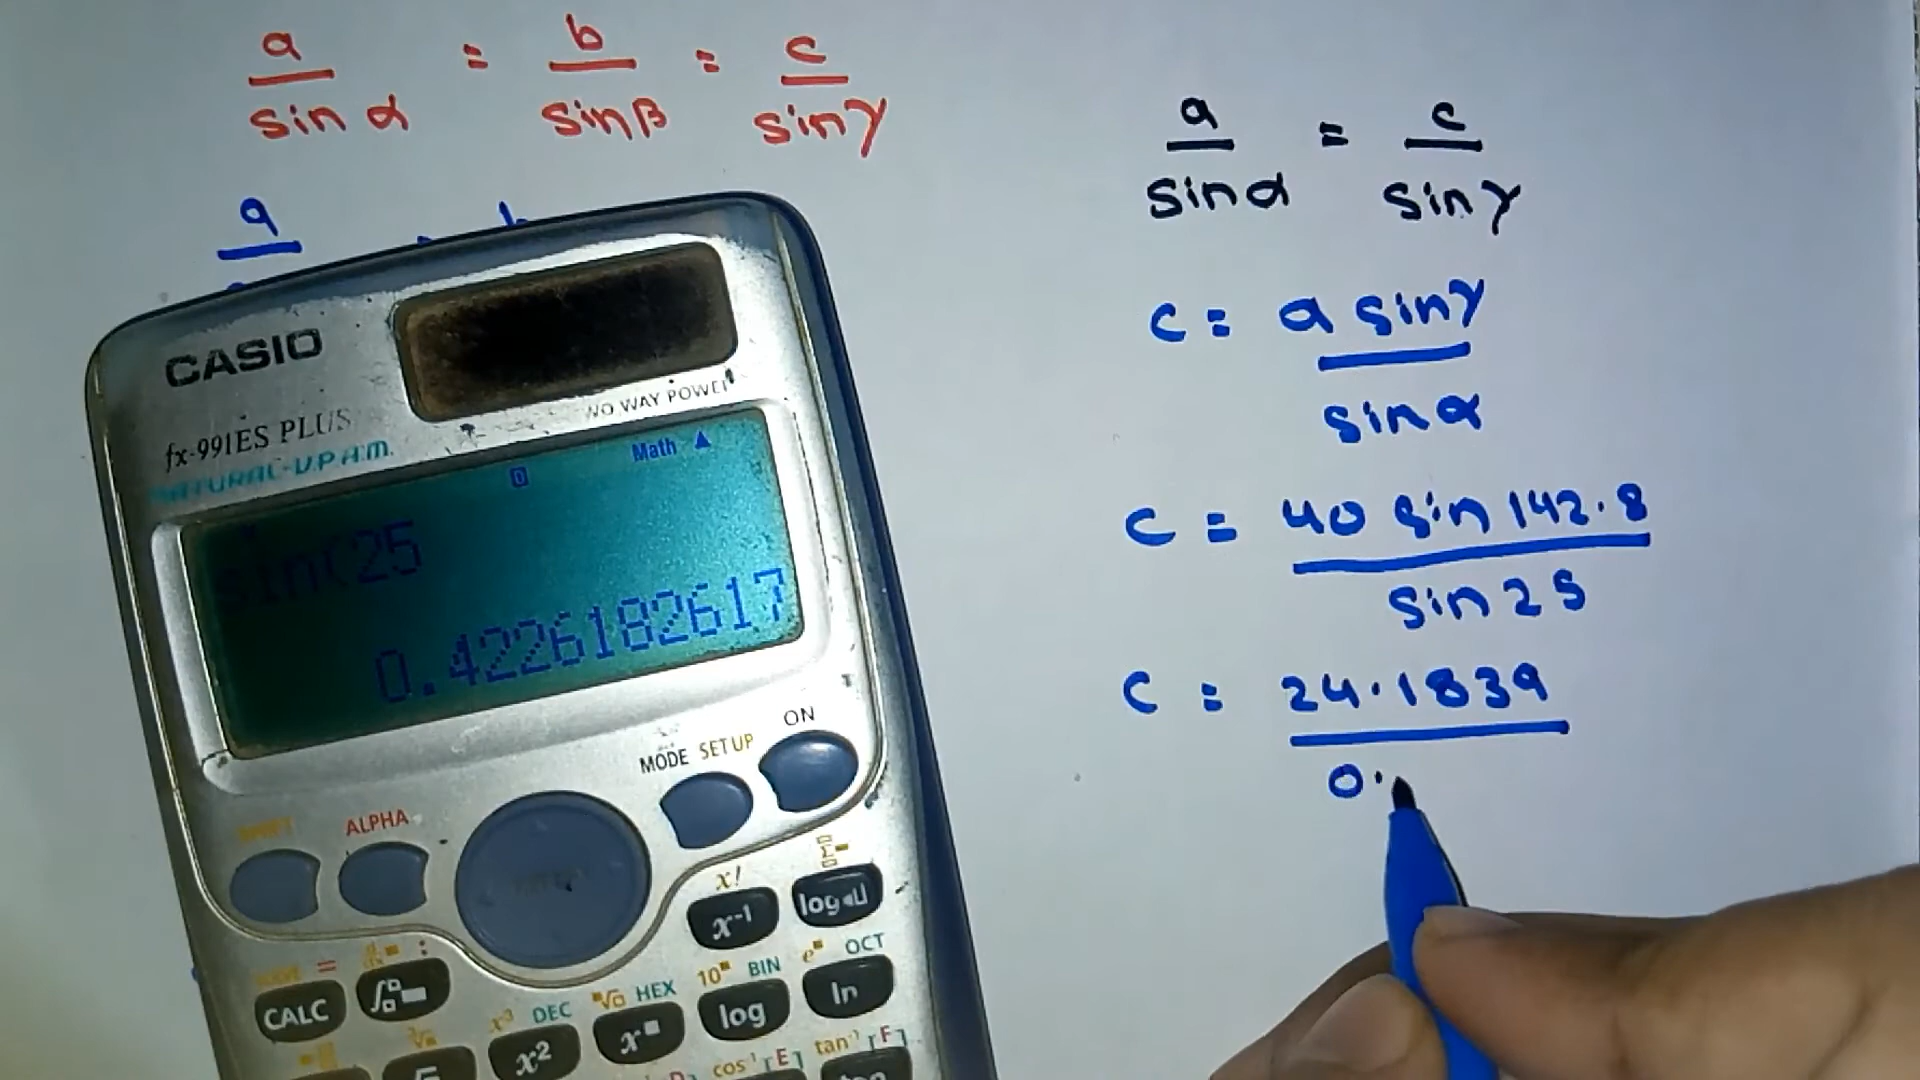 a / sin α = b / sin β = c / sin γ
a b
a / sin α = c / sin γ
c = a sin γ / sin α
c = 40 sin 142.8 / sin 25
c = 24.1839 / 0.
CASIO
TWO WAY POWER
fx-991ES PLUS
NATURAL-V.P.A.M.
D Math ▲
sin(25
0.4226182617
ON
MODE SETUP
SHIFT ALPHA
x!
x⁻¹ log
OCT
10 BIN e
CALC log ln
x³ DEC HEX
x² x
cos⁻¹ [E] tan⁻¹ [F]